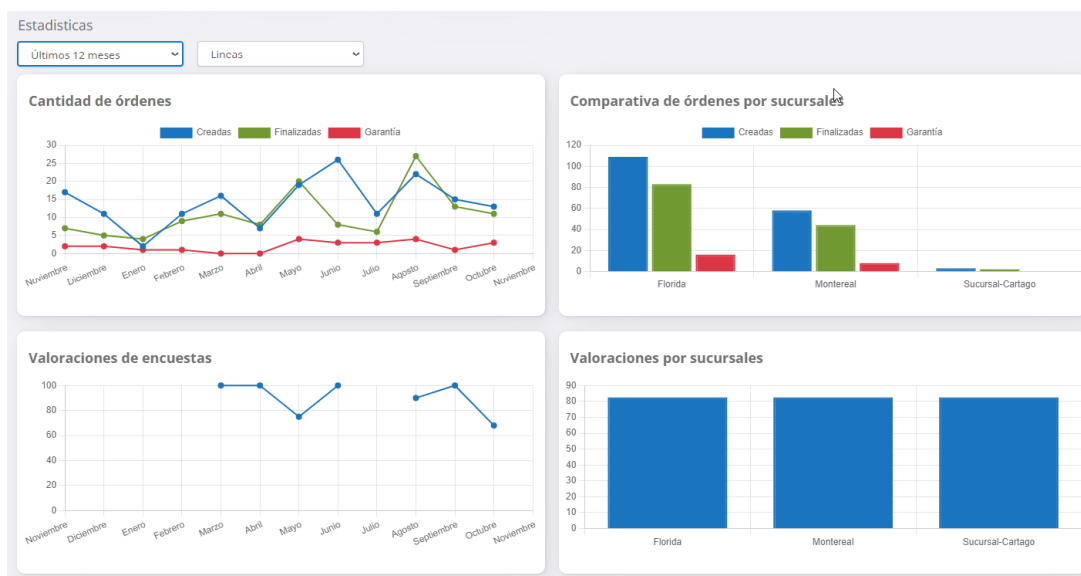 Estadisticas
Últimos 12 meses
Lineas
Cantidad de órdenes
Creadas Finalizadas Garantía
30
25
20
15
10
5
0
Noviembre Diciembre Enero Febrero Marzo Abril Mayo Junio Julio Agosto Septiembre Octubre Noviembre
Comparativa de órdenes por sucursales
Creadas Finalizadas Garantía
120
100
80
60
40
20
0
Florida Montereal Sucursal-Cartago
Valoraciones de encuestas
100
80
60
40
20
0
Noviembre Diciembre Enero Febrero Marzo Abril Mayo Junio Julio Agosto Septiembre Octubre Noviembre
Valoraciones por sucursales
90
80
70
60
50
40
30
20
10
0
Florida Montereal Sucursal-Cartago